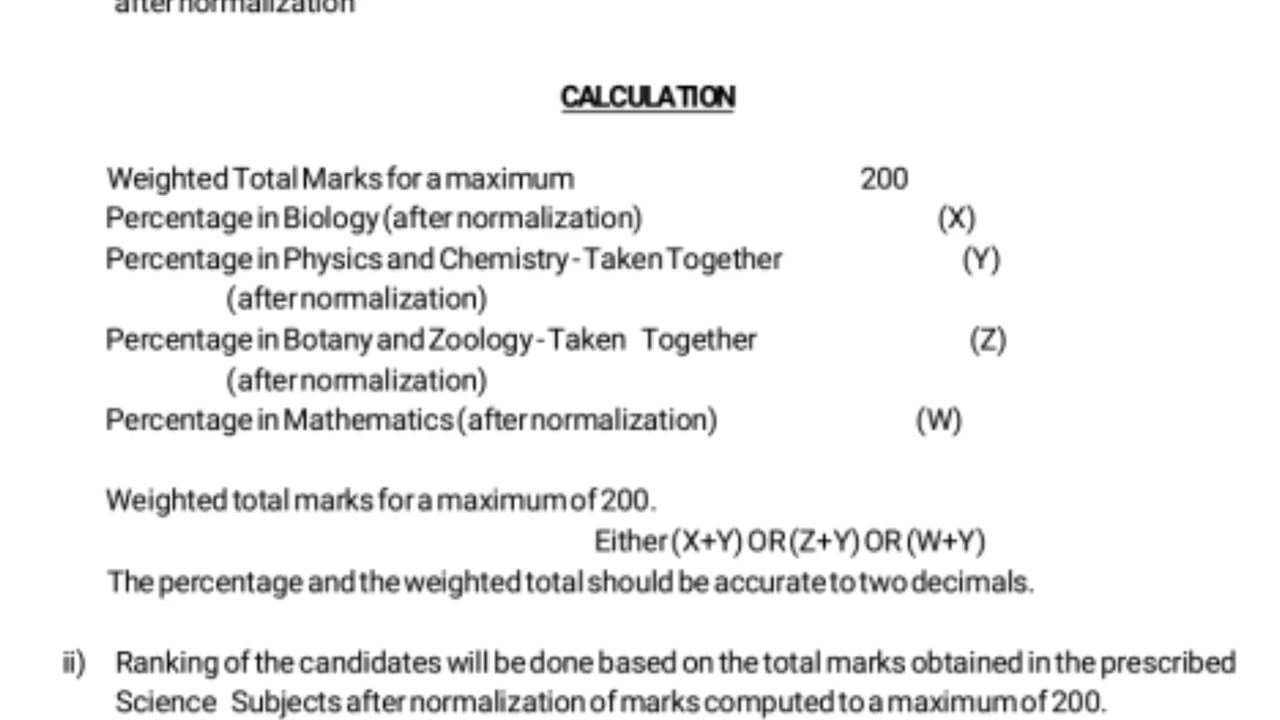 after normalization
CALCULATION
Weighted Total Marks for a maximum 200
Percentage in Biology (after normalization) (X)
Percentage in Physics and Chemistry - Taken Together (Y)
(after normalization)
Percentage in Botany and Zoology - Taken Together (Z)
(after normalization)
Percentage in Mathematics (after normalization) (W)
Weighted total marks for a maximum of 200.
Either (X+Y) OR (Z+Y) OR (W+Y)
The percentage and the weighted total should be accurate to two decimals.
ii) Ranking of the candidates will be done based on the total marks obtained in the prescribed
Science Subjects after normalization of marks computed to a maximum of 200.